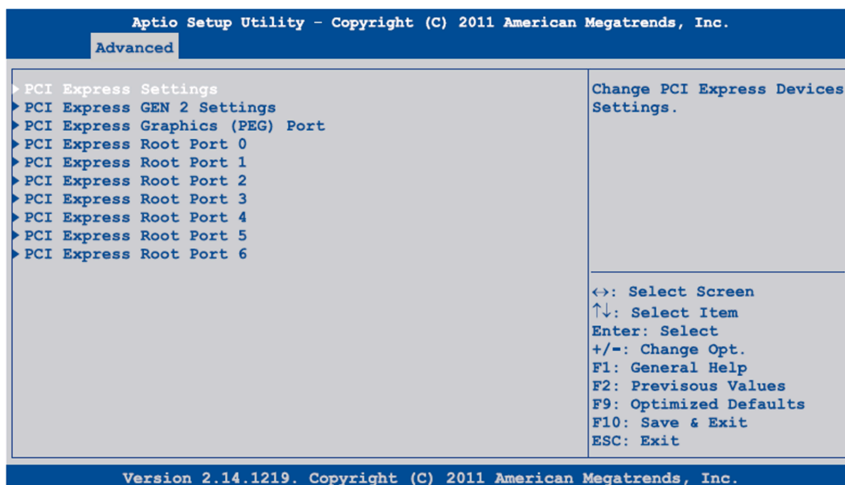 Aptio Setup Utility - Copyright (C) 2011 American Megatrends, Inc.
Advanced
PCI Express Settings
PCI Express GEN 2 Settings
PCI Express Graphics (PEG) Port
PCI Express Root Port 0
PCI Express Root Port 1
PCI Express Root Port 2
PCI Express Root Port 3
PCI Express Root Port 4
PCI Express Root Port 5
PCI Express Root Port 6
Change PCI Express Devices
Settings.
↔: Select Screen
↑↓: Select Item
Enter: Select
+/-: Change Opt.
F1: General Help
F2: Previsous Values
F9: Optimized Defaults
F10: Save & Exit
ESC: Exit
Version 2.14.1219. Copyright (C) 2011 American Megatrends, Inc.